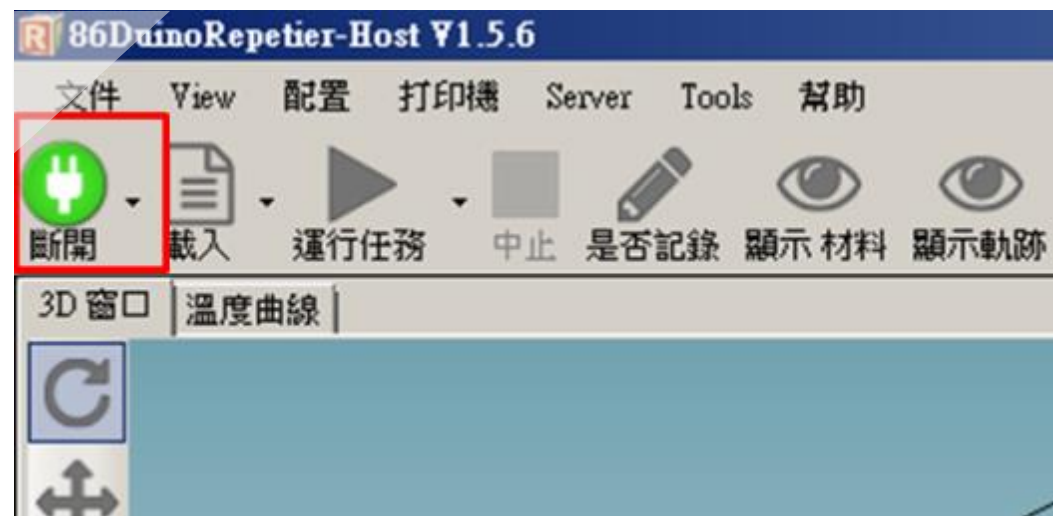 86DuinoRepetier-Host V1.5.6
文件 View 配置 打印機 Server Tools 幫助
斷開 載入 運行任務 中止 是否記錄 顯示材料 顯示軌跡
3D 窗口 溫度曲線